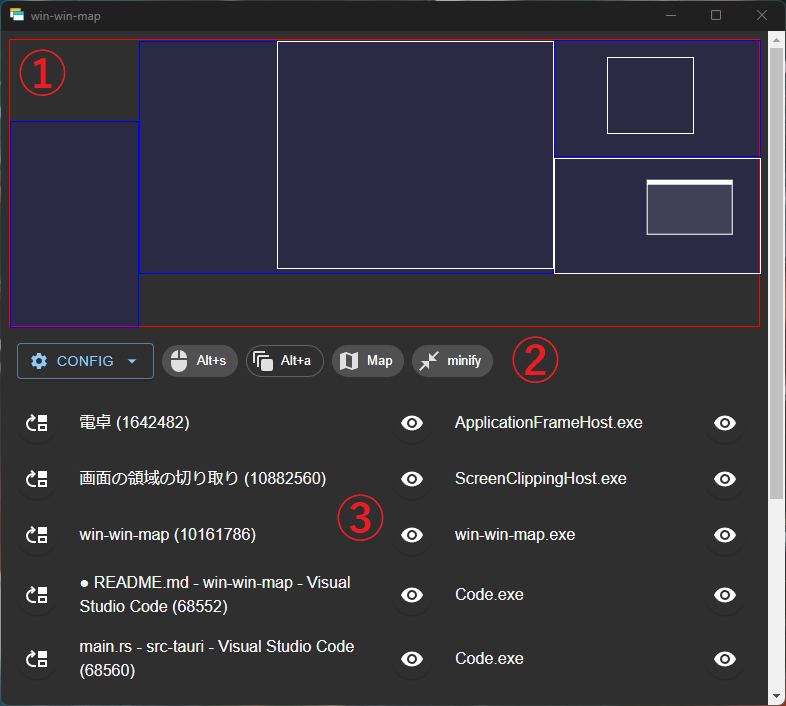 win-win-map
①
CONFIG Alt+s Alt+a Map minify ②
電卓 (1642482) ApplicationFrameHost.exe
画面の領域の切り取り (10882560) ScreenClippingHost.exe
③
win-win-map (10161786) win-win-map.exe
● README.md - win-win-map - Visual
Studio Code (68552) Code.exe
main.rs - src-tauri - Visual Studio Code
(68560) Code.exe